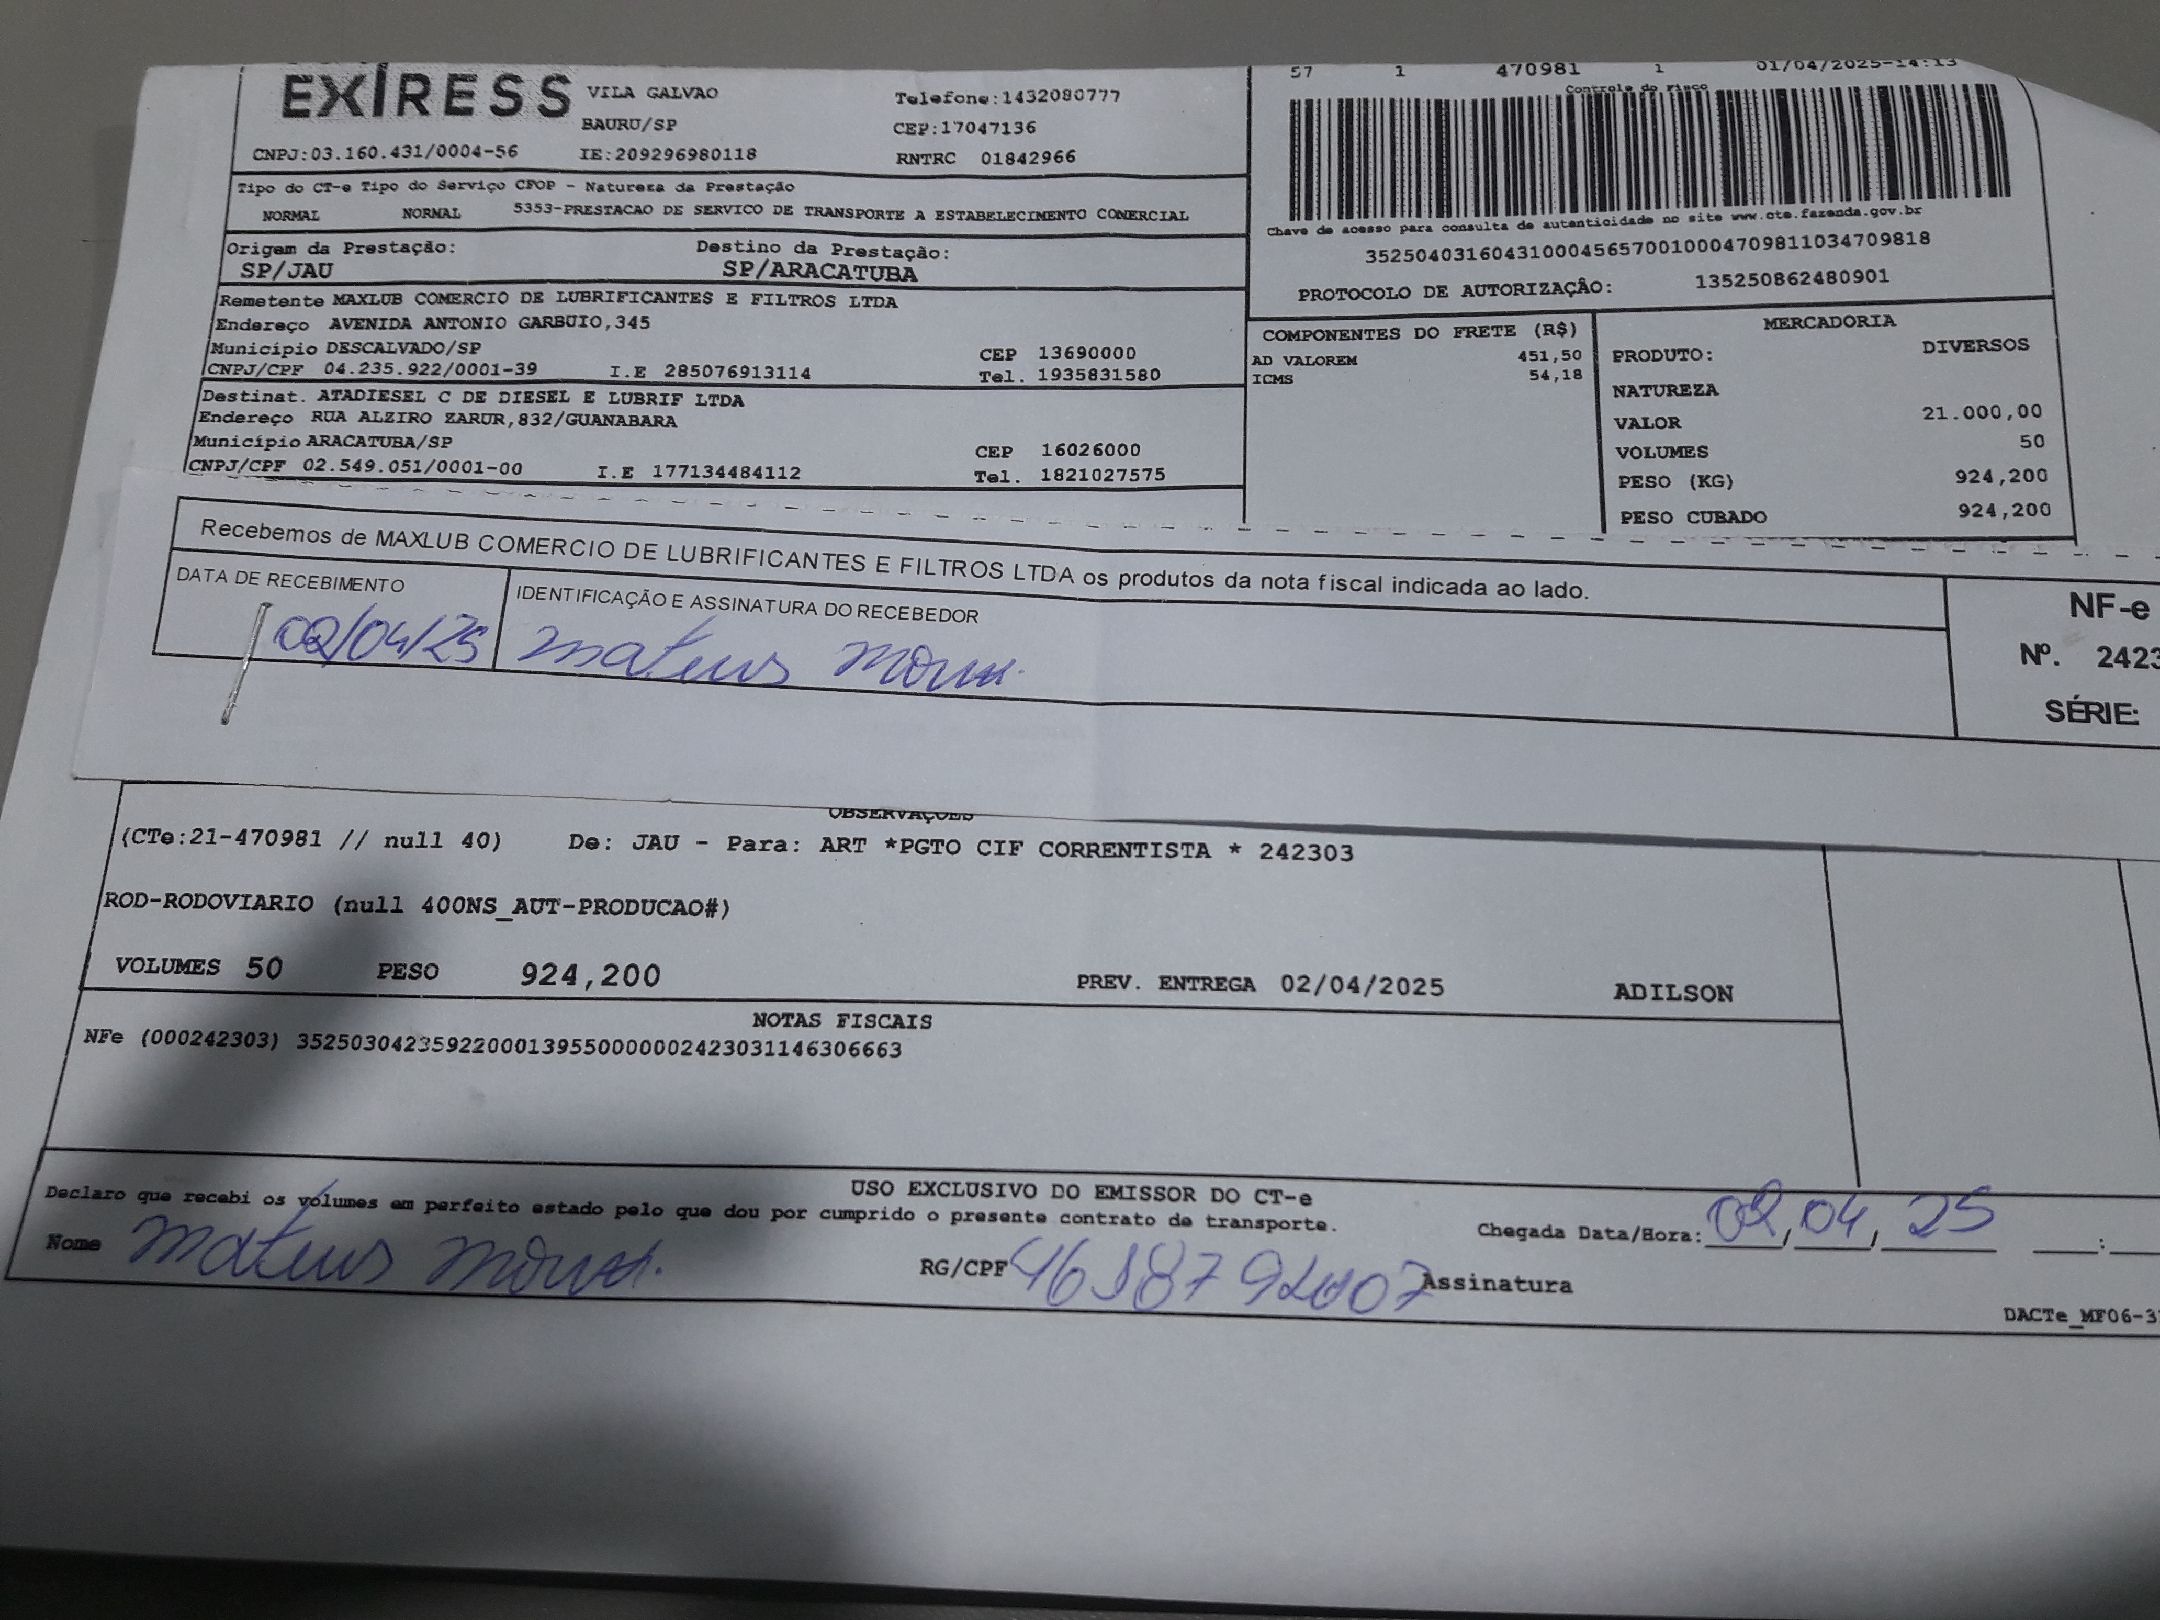 EXPRESS VILA GALVAO Telefone:1432080777
BAURU/SP CEP:17047136
CNPJ:03.160.431/0004-56 IE:209296980118 RNTRC 01842966
57 1 470981 1 01/04/2025-14:13
Controle do Fisco
Tipo do CT-e Tipo do Serviço CFOP - Natureza da Prestação
NORMAL NORMAL 5353-PRESTACAO DE SERVICO DE TRANSPORTE A ESTABELECIMENTO COMERCIAL
Chave de acesso para consulta de autenticidade no site www.cte.fazenda.gov.br
35250403160431000456570010004709811034709818
PROTOCOLO DE AUTORIZAÇÃO: 135250862480901
Origem da Prestação: Destino da Prestação:
SP/JAU SP/ARACATUBA
Remetente MAXLUB COMERCIO DE LUBRIFICANTES E FILTROS LTDA
Endereço AVENIDA ANTONIO GARBUIO,345
Município DESCALVADO/SP CEP 13690000
CNPJ/CPF 04.235.922/0001-39 I.E 285076913114 Tel. 1935831580
Destinat. ATADIESEL C DE DIESEL E LUBRIF LTDA
Endereço RUA ALZIRO ZARUR,832/GUANABARA
Município ARACATUBA/SP CEP 16026000
CNPJ/CPF 02.549.051/0001-00 I.E 177134484112 Tel. 1821027575
COMPONENTES DO FRETE (R$)
AD VALOREM 451,50
ICMS 54,18
MERCADORIA
PRODUTO: DIVERSOS
NATUREZA
VALOR 21.000,00
VOLUMES 50
PESO (KG) 924,200
PESO CUBADO 924,200
Recebemos de MAXLUB COMERCIO DE LUBRIFICANTES E FILTROS LTDA os produtos da nota fiscal indicada ao lado.
DATA DE RECEBIMENTO IDENTIFICAÇÃO E ASSINATURA DO RECEBEDOR
02/04/25 mateus
NF-e
Nº. 2423
SÉRIE:
OBSERVAÇÕES
(CTe:21-470981 // null 40) De: JAU - Para: ART *PGTO CIF CORRENTISTA * 242303
ROD-RODOVIARIO (null 400NS_AUT-PRODUCAO#)
VOLUMES 50 PESO 924,200 PREV. ENTREGA 02/04/2025 ADILSON
NOTAS FISCAIS
NFe (000242303) 35250304235922000139550000002423031146306663
USO EXCLUSIVO DO EMISSOR DO CT-e
Declaro que recebi os volumes em perfeito estado pelo que dou por cumprido o presente contrato de transporte.
Chegada Data/Hora: 02,04,25 :
Nome mateus RG/CPF Assinatura
DACTe_MF06-3